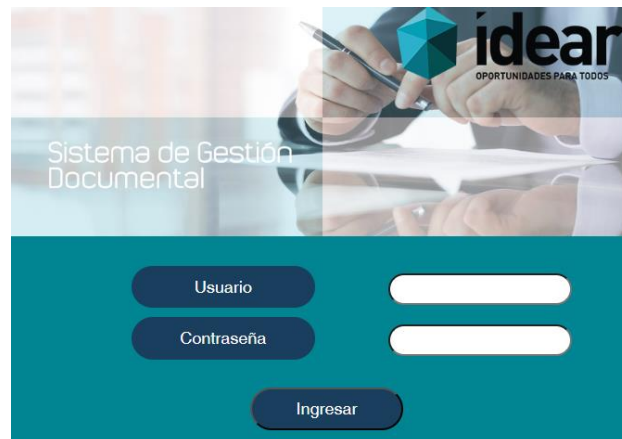 idear
OPORTUNIDADES PARA TODOS
Sistema de Gestión
Documental
Usuario
Contraseña
Ingresar